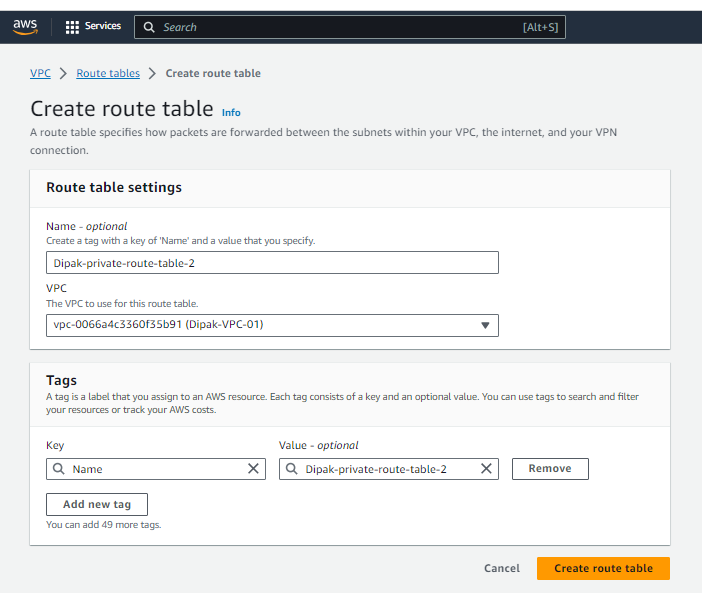 aws Services Search [Alt+S]
VPC > Route tables > Create route table
Create route table Info
A route table specifies how packets are forwarded between the subnets within your VPC, the internet, and your VPN
connection.
Route table settings
Name - optional
Create a tag with a key of 'Name' and a value that you specify.
Dipak-private-route-table-2
VPC
The VPC to use for this route table.
vpc-0066a4c3360f35b91 (Dipak-VPC-01)
Tags
A tag is a label that you assign to an AWS resource. Each tag consists of a key and an optional value. You can use tags to search and filter
your resources or track your AWS costs.
Key Value - optional
Name Dipak-private-route-table-2 Remove
Add new tag
You can add 49 more tags.
Cancel Create route table